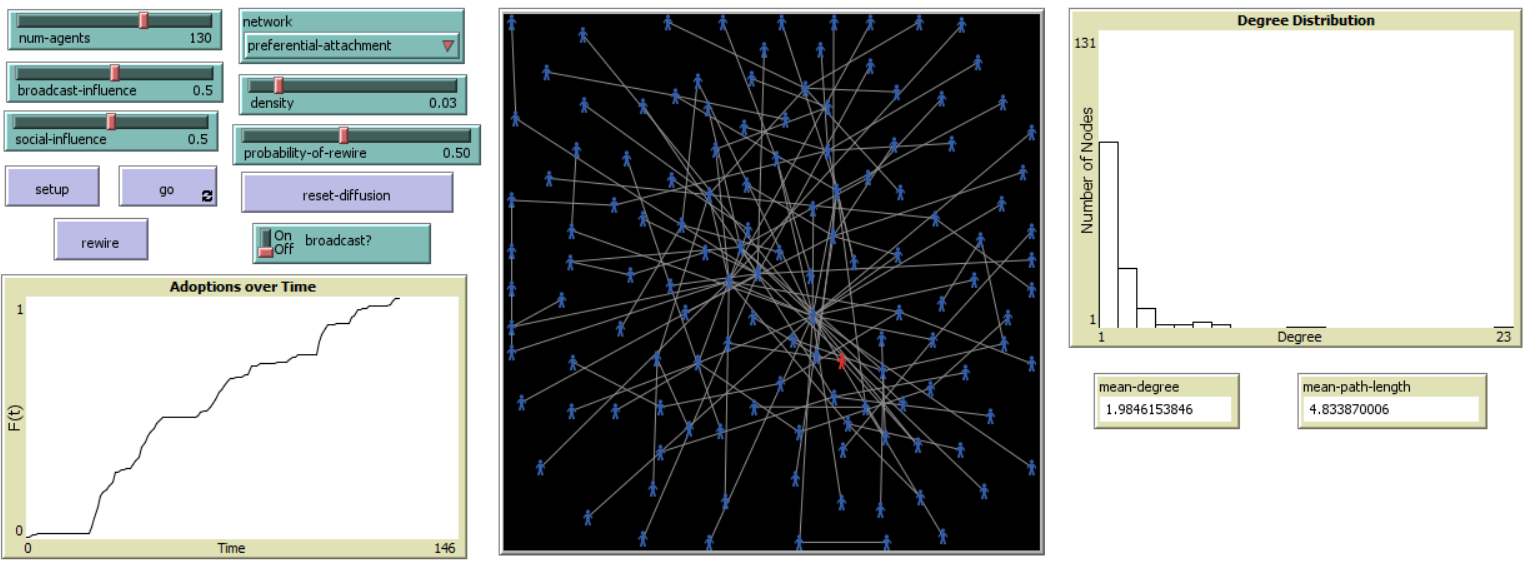 num-agents 130
broadcast-influence 0.5
social-influence 0.5
setup
go
rewire
network
preferential-attachment
density 0.03
probability-of-rewire 0.50
reset-diffusion
On
Off
broadcast?
Adoptions over Time
1
F(t)
0
0
Time
146
Degree Distribution
131
Number of Nodes
1
1
Degree
23
mean-degree
1.9846153846
mean-path-length
4.833870006